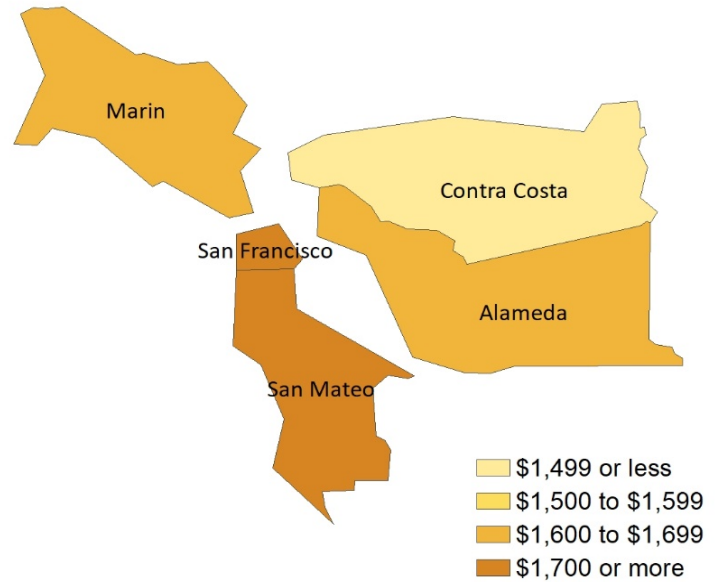 Marin
Contra Costa
San Francisco
Alameda
San Mateo
$1,499 or less
$1,500 to $1,599
$1,600 to $1,699
$1,700 or more